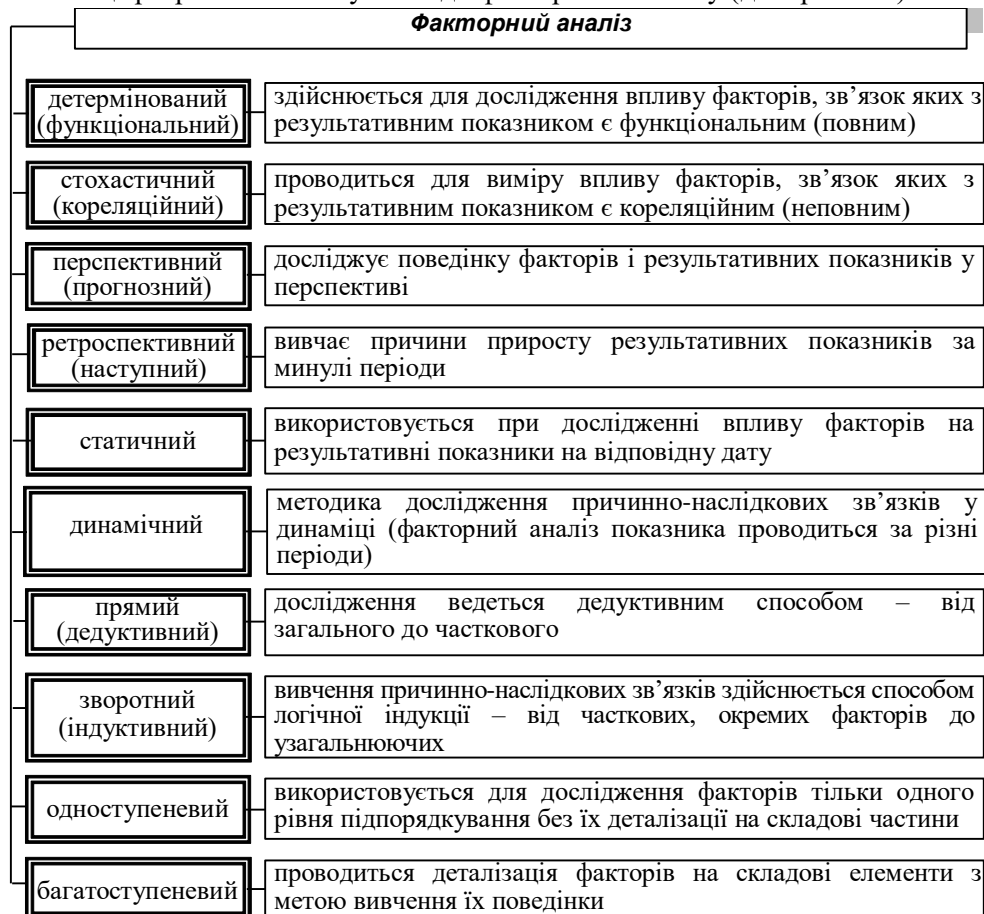 Факторний аналіз
детермінований
(функціональний)
здійснюється для дослідження впливу факторів, зв’язок яких з
результативним показником є функціональним (повним)
стохастичний
(кореляційний)
проводиться для виміру впливу факторів, зв’язок яких з
результативним показником є кореляційним (неповним)
перспективний
(прогнозний)
досліджує поведінку факторів і результативних показників у
перспективі
ретроспективний
(наступний)
вивчає причини приросту результативних показників за
минулі періоди
статичний
використовується при дослідженні впливу факторів на
результативні показники на відповідну дату
динамічний
методика дослідження причинно-наслідкових зв’язків у
динаміці (факторний аналіз показника проводиться за різні
періоди)
прямий
(дедуктивний)
дослідження ведеться дедуктивним способом – від
загального до часткового
зворотний
(індуктивний)
вивчення причинно-наслідкових зв’язків здійснюється способом
логічної індукції – від часткових, окремих факторів до
узагальнюючих
одноступеневий
використовується для дослідження факторів тільки одного
рівня підпорядкування без їх деталізації на складові частини
багатоступеневий
проводиться деталізація факторів на складові елементи з
метою вивчення їх поведінки